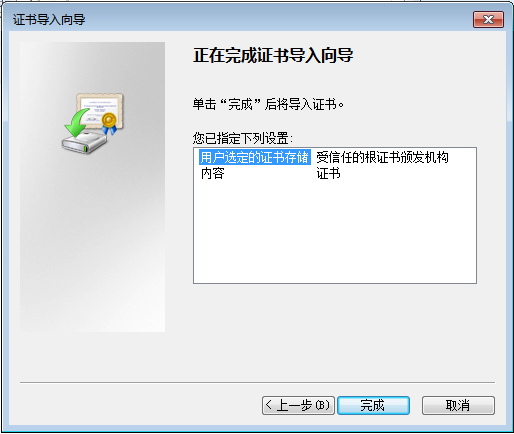 证书导入向导
正在完成证书导入向导
单击“完成”后将导入证书。
您已指定下列设置:
用户选定的证书存储 受信任的根证书颁发机构
内容 证书
< 上一步(B) 完成 取消